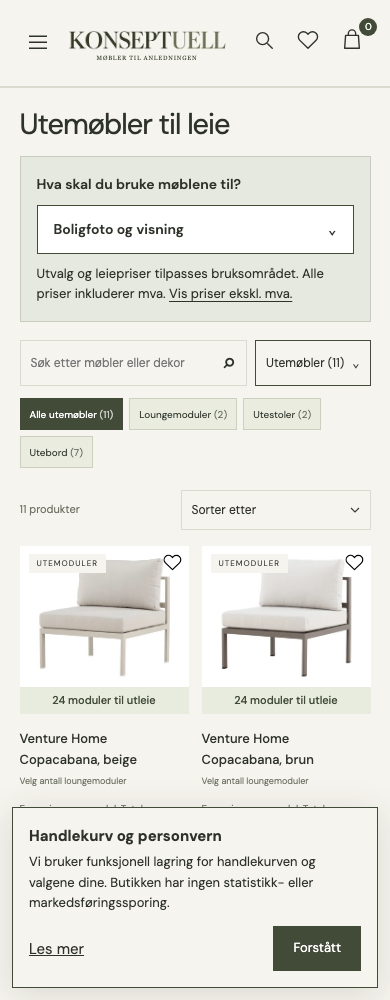 KONSEPTUELL
MØBLER TIL ANLEDNINGEN
0
Utemøbler til leie
Hva skal du bruke møblene til?
Boligfoto og visning
Utvalg og leiepriser tilpasses bruksområdet. Alle
priser inkluderer mva. Vis priser ekskl. mva.
Søk etter møbler eller dekor
Utemøbler (11)
Alle utemøbler (11)
Loungemoduler (2)
Utestoler (2)
Utebord (7)
11 produkter
Sorter etter
UTEMODULER
UTEMODULER
24 moduler til utleie
24 moduler til utleie
Venture Home
Copacabana, beige
Velg antall loungemoduler
Venture Home
Copacabana, brun
Velg antall loungemoduler
Handlekurv og personvern
Vi bruker funksjonell lagring for handlekurven og
valgene dine. Butikken har ingen statistikk- eller
markedsføringssporing.
Les mer
Forstått